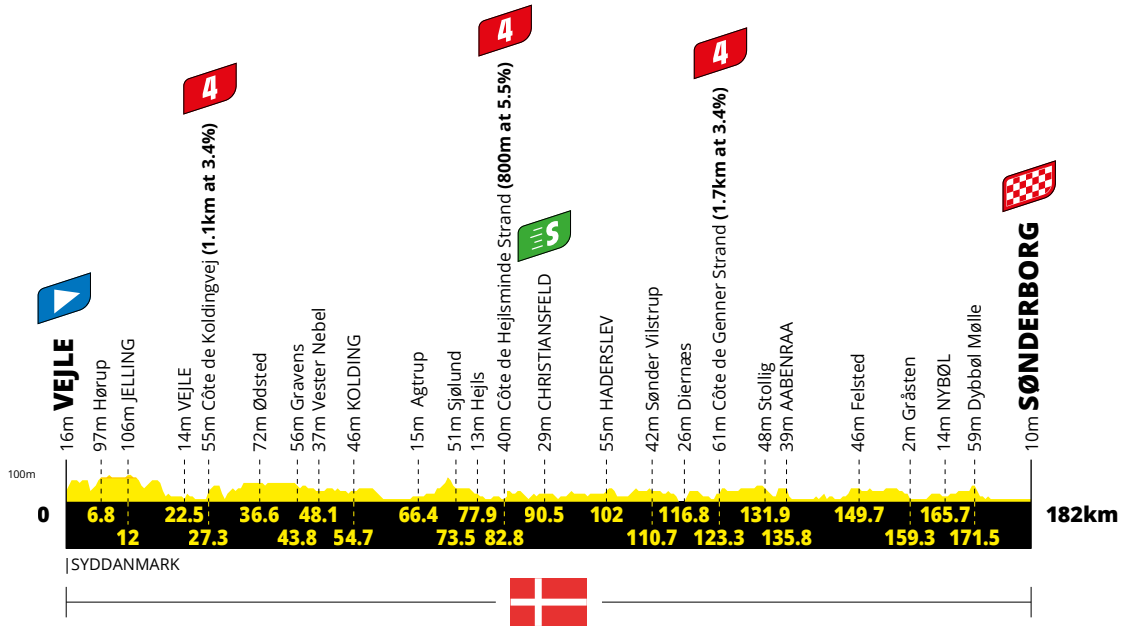 4
4
4
S
16m VEJLE
97m Hørup
106m JELLING
14m VEJLE
55m Côte de Koldingvej (1.1km at 3.4%)
72m Ødsted
56m Gravens
37m Vester Nebel
46m KOLDING
15m Agtrup
51m Sjølund
13m Hejls
40m Côte de Hejlsminde Strand (800m at 5.5%)
29m CHRISTIANSFELD
55m HADERSLEV
42m Sønder Vilstrup
26m Diernæs
61m Côte de Genner Strand (1.7km at 3.4%)
48m Stollig
39m AABENRAA
46m Felsted
2m Gråsten
14m NYBØL
59m Dybbøl Mølle
10m SØNDERBORG
100m
0 6.8 22.5 36.6 48.1 66.4 77.9 90.5 102 116.8 131.9 149.7 165.7 182km
12 27.3 43.8 54.7 73.5 82.8 110.7 123.3 135.8 159.3 171.5
SYDDANMARK